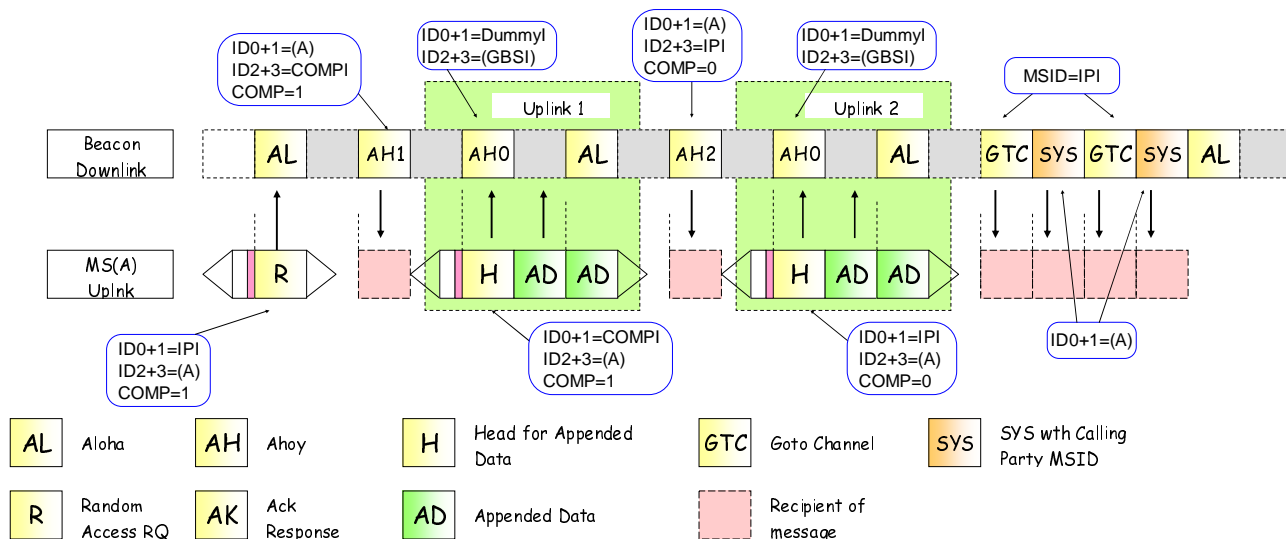 ID0+1=(A)
ID2+3=COMPI
COMP=1
ID0+1=DummyI
ID2+3=(GBSI)
ID0+1=(A)
ID2+3=IPI
COMP=0
ID0+1=DummyI
ID2+3=(GBSI)
MSID=IPI
Uplink 1
Uplink 2
Beacon
Downlink
AL
AH1
AH0
AL
AH2
AH0
AL
GTC
SYS
GTC
SYS
AL
MS(A)
Uplnk
R
H
AD
AD
H
AD
AD
ID0+1=IPI
ID2+3=(A)
COMP=1
ID0+1=COMPI
ID2+3=(A)
COMP=1
ID0+1=IPI
ID2+3=(A)
COMP=0
ID0+1=(A)
AL
Aloha
AH
Ahoy
H
Head for Appended
Data
GTC
Goto Channel
SYS
SYS wth Calling
Party MSID
R
Random
Access RQ
AK
Ack
Response
AD
Appended Data
Recipient of
message